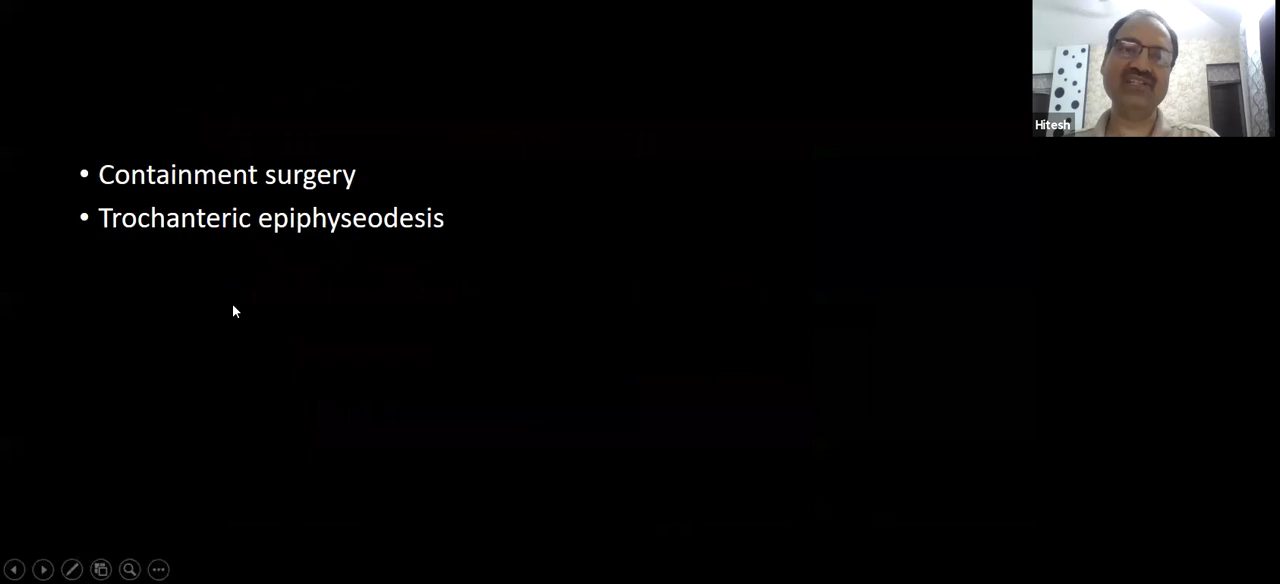 Hitesh
• Containment surgery
• Trochanteric epiphyseodesis